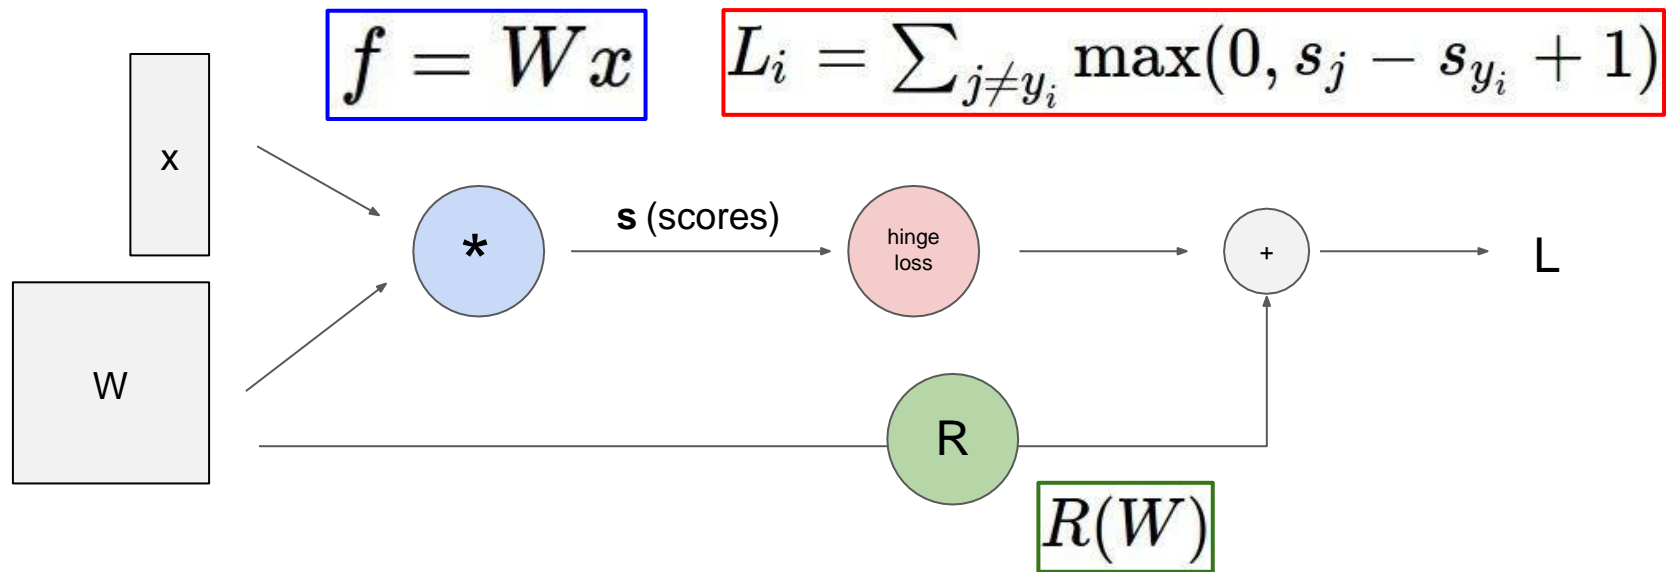 f = Wx
L_i = ∑_{j≠y_i} max(0, s_j − s_{y_i} + 1)
x
*
s (scores)
hinge
loss
+
L
W
R
R(W)